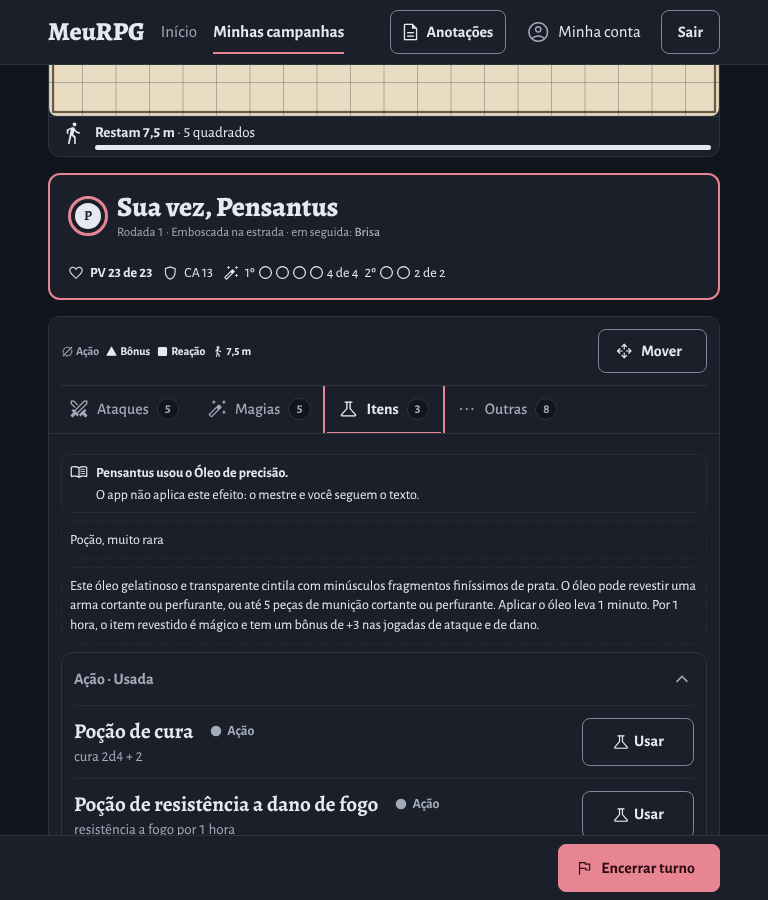 MeuRPG Início Minhas campanhas Anotações Minha conta Sair
Restam 7,5 m · 5 quadrados
P
Sua vez, Pensantus
Rodada 1 · Emboscada na estrada · em seguida: Brisa
PV 23 de 23 CA 13 1º 4 de 4 2º 2 de 2
Ação Bônus Reação 7,5 m Mover
Ataques 5 Magias 5 Itens 3 Outras 8
Pensantus usou o Óleo de precisão.
O app não aplica este efeito: o mestre e você seguem o texto.
Poção, muito rara
Este óleo gelatinoso e transparente cintila com minúsculos fragmentos finíssimos de prata. O óleo pode revestir uma
arma cortante ou perfurante, ou até 5 peças de munição cortante ou perfurante. Aplicar o óleo leva 1 minuto. Por 1
hora, o item revestido é mágico e tem um bônus de +3 nas jogadas de ataque e de dano.
Ação · Usada
Poção de cura Ação Usar
cura 2d4 + 2
Poção de resistência a dano de fogo Ação Usar
resistência a fogo por 1 hora
Encerrar turno